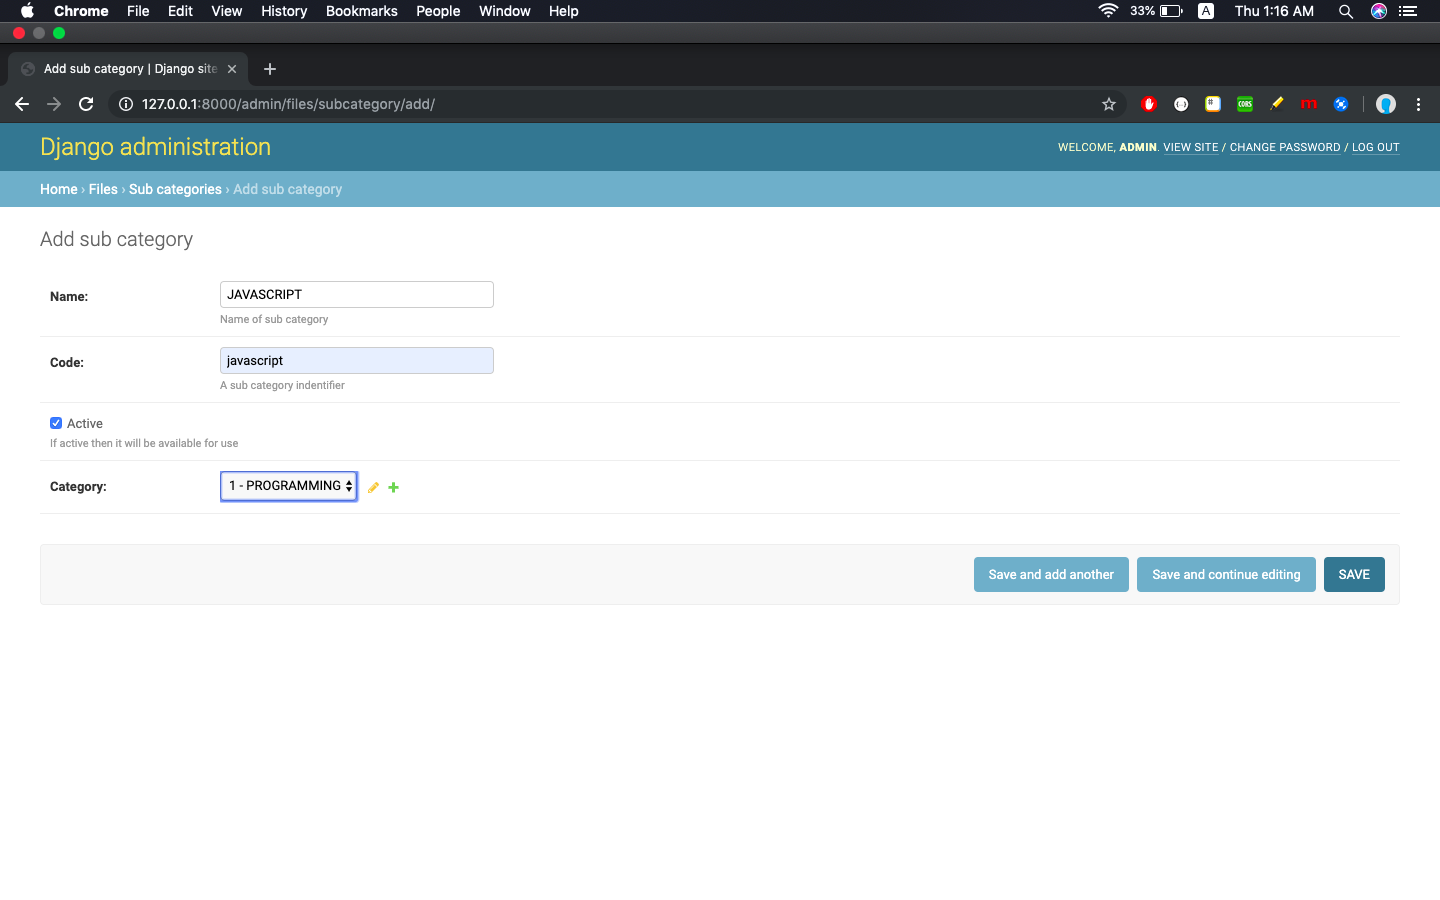 Chrome File Edit View History Bookmarks People Window Help 33% A Thu 1:16 AM
Add sub category | Django site
127.0.0.1:8000/admin/files/subcategory/add/ CORS m
Django administration WELCOME, ADMIN. VIEW SITE / CHANGE PASSWORD / LOG OUT
Home › Files › Sub categories › Add sub category
Add sub category
Name: JAVASCRIPT
Name of sub category
Code: javascript
A sub category indentifier
Active
If active then it will be available for use
Category: 1 - PROGRAMMING
Save and add another Save and continue editing SAVE